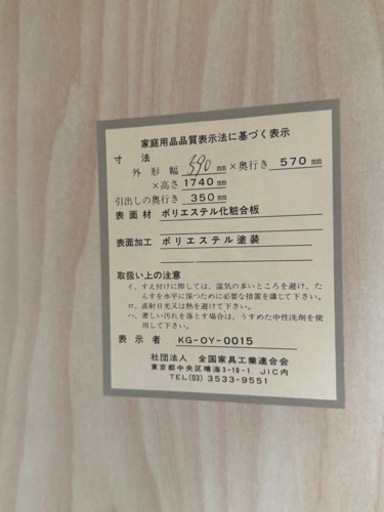 家庭用品品質表示法に基づく表示
寸法
外形幅 390 mm×奥行き 570 mm
×高さ 1740 mm
引出しの奥行き 350 mm
表面材 ポリエステル化粧合板
表面加工 ポリエステル塗装
取扱い上の注意
イ、すえ付けに際しては、湿気の多いところを避け、た
んすを水平に保つために必要な措置を講じて下さい。
ロ、直射日光又は熱を避けて下さい。
ハ、著しい汚れを落とす場合は、うすめた中性洗剤を使
って下さい。
表示者 KG-OY-0015
社団法人 全国家具工業連合会
東京都中央区晴海3-10-1 JIC内
TEL(03) 3533-9551